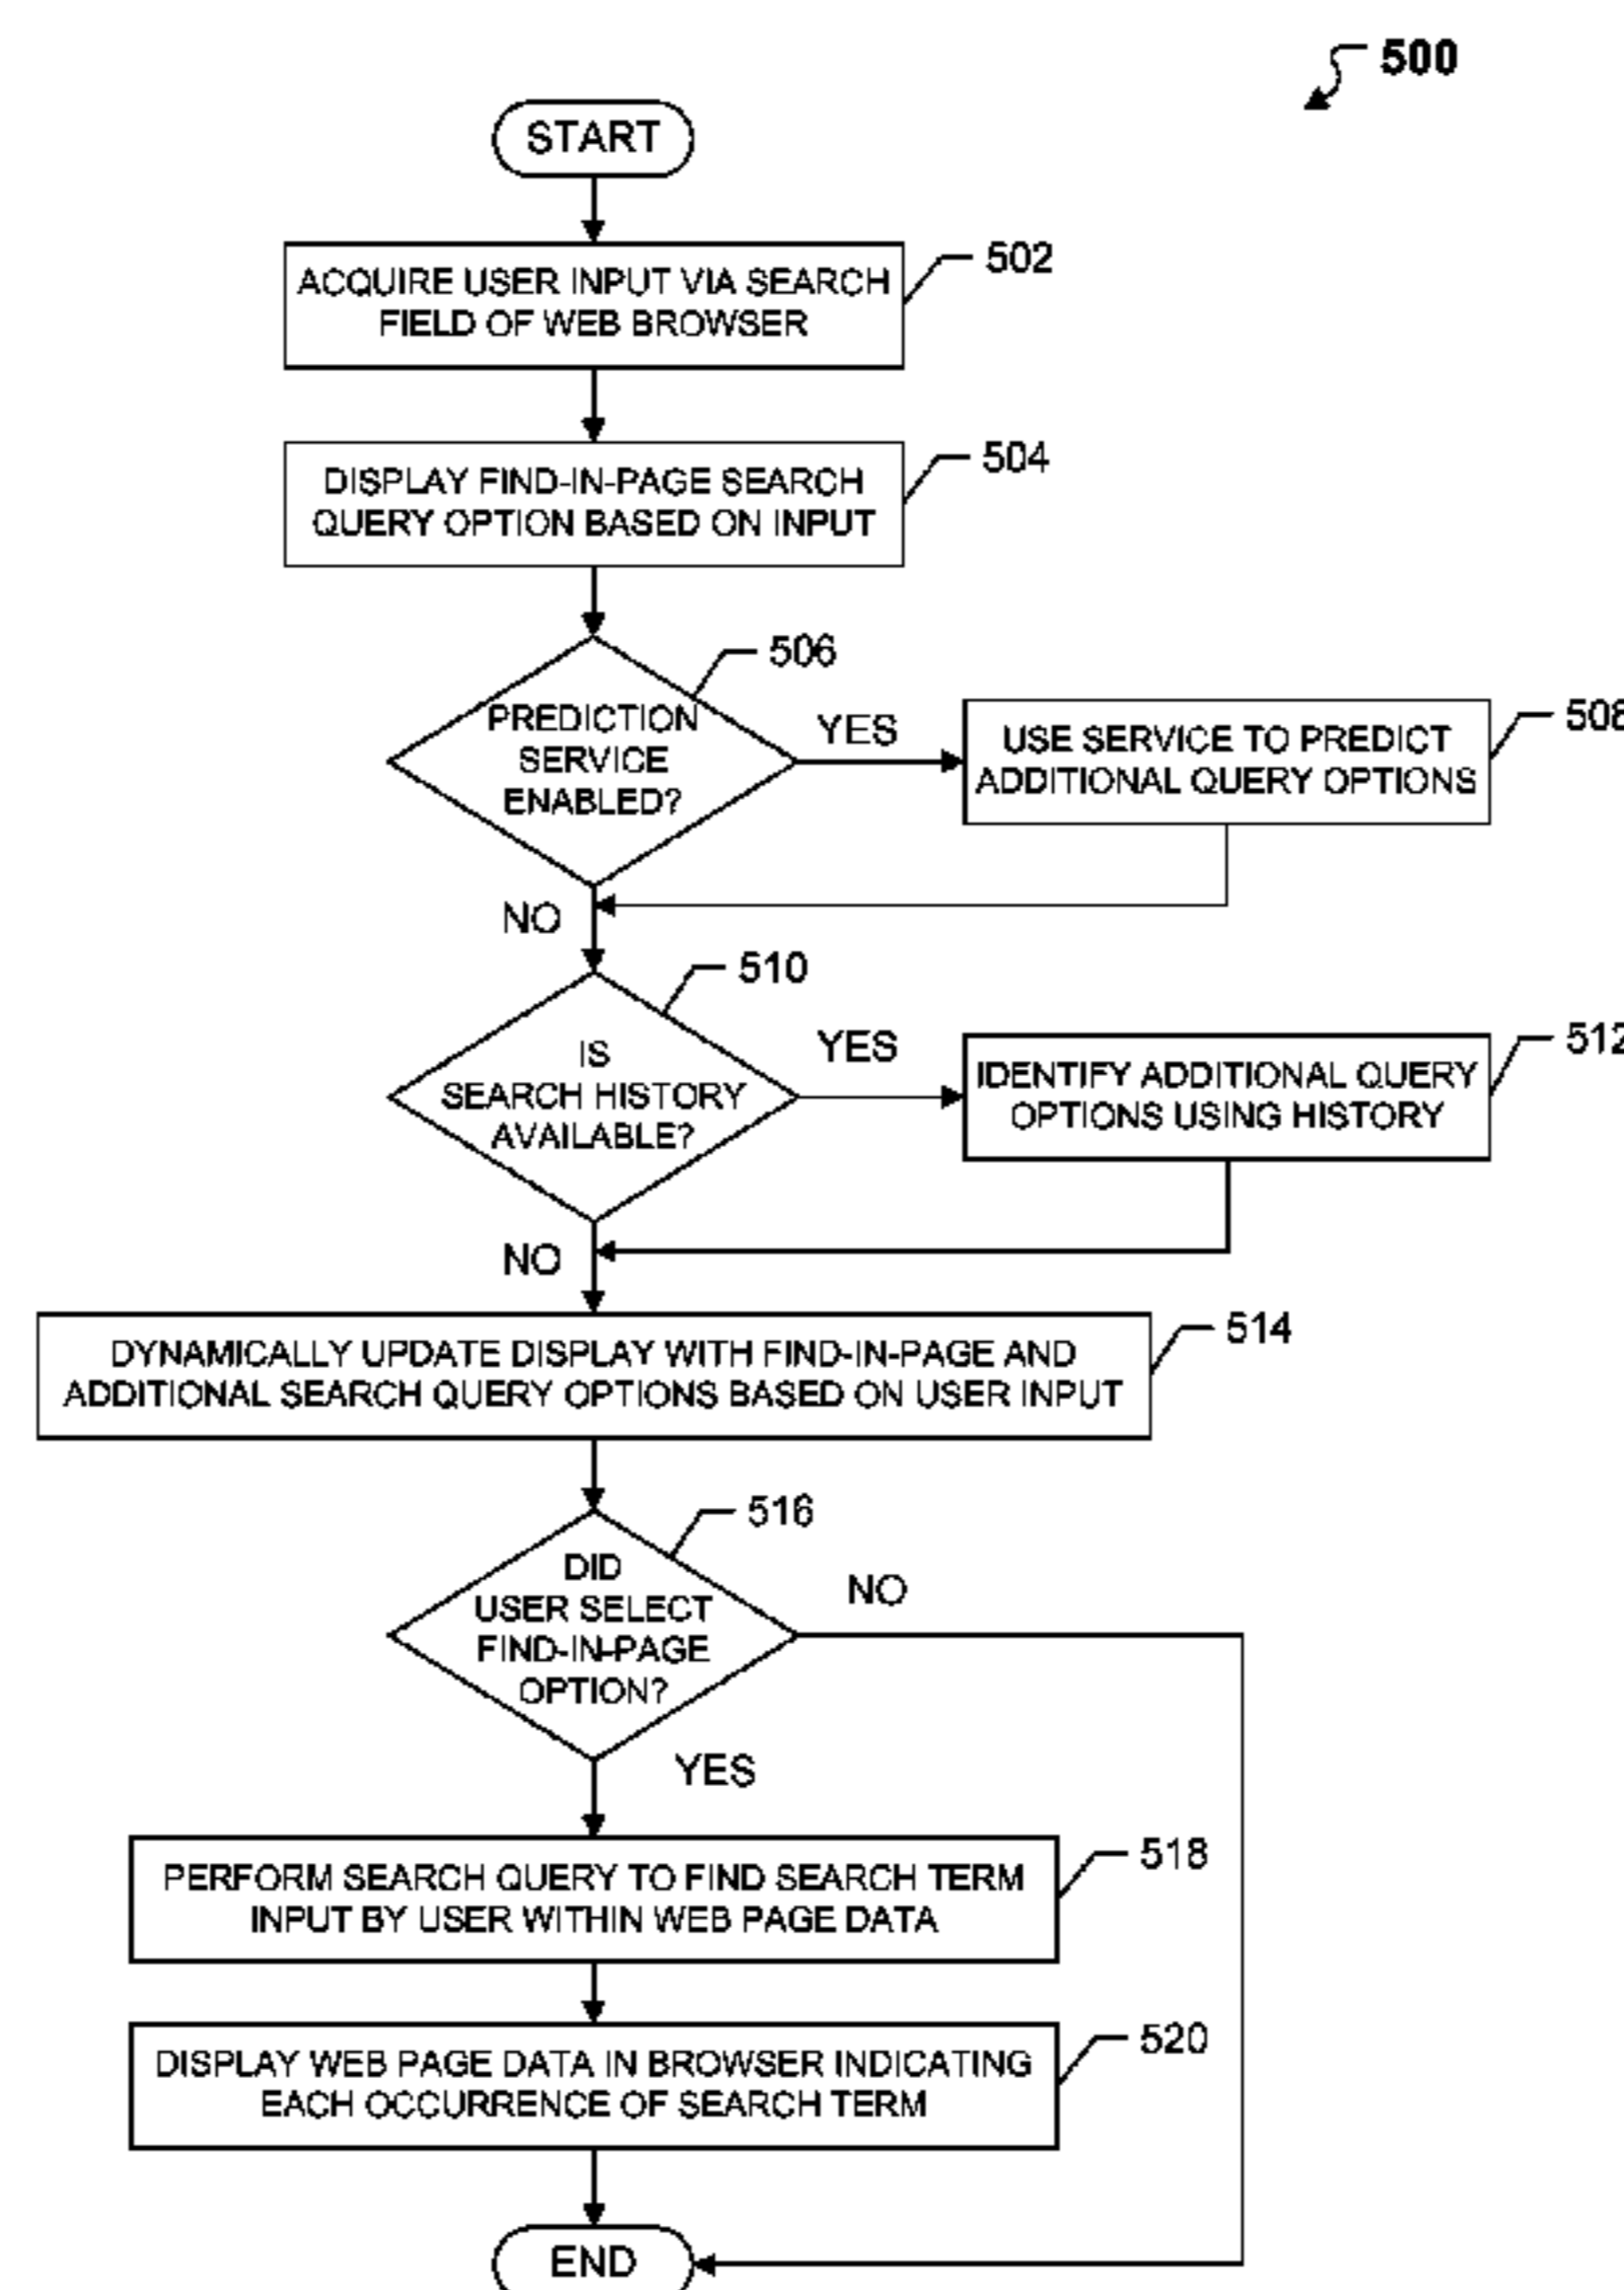 500
START
ACQUIRE USER INPUT VIA SEARCH
FIELD OF WEB BROWSER
502
DISPLAY FIND-IN-PAGE SEARCH
QUERY OPTION BASED ON INPUT
504
PREDICTION
SERVICE
ENABLED?
506
YES
USE SERVICE TO PREDICT
ADDITIONAL QUERY OPTIONS
508
NO
IS
SEARCH HISTORY
AVAILABLE?
510
YES
IDENTIFY ADDITIONAL QUERY
OPTIONS USING HISTORY
512
NO
DYNAMICALLY UPDATE DISPLAY WITH FIND-IN-PAGE AND
ADDITIONAL SEARCH QUERY OPTIONS BASED ON USER INPUT
514
DID
USER SELECT
FIND-IN-PAGE
OPTION?
516
NO
YES
PERFORM SEARCH QUERY TO FIND SEARCH TERM
INPUT BY USER WITHIN WEB PAGE DATA
518
DISPLAY WEB PAGE DATA IN BROWSER INDICATING
EACH OCCURRENCE OF SEARCH TERM
520
END